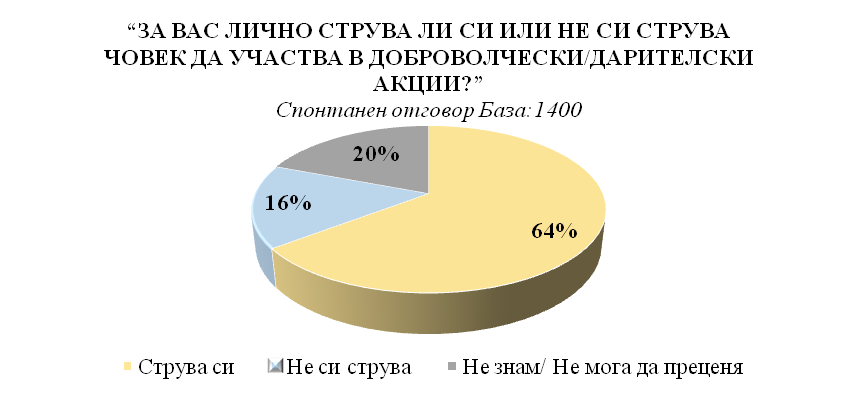 “ЗА ВАС ЛИЧНО СТРУВА ЛИ СИ ИЛИ НЕ СИ СТРУВА
ЧОВЕК ДА УЧАСТВА В ДОБРОВОЛЧЕСКИ/ДАРИТЕЛСКИ
АКЦИИ?”
Спонтанен отговор База: 1400
20%
16%
64%
Струва си
Не си струва
Не знам/ Не мога да преценя